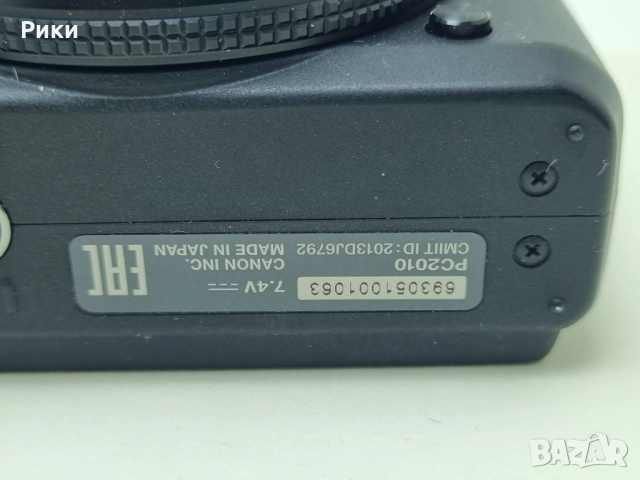 Рики
PC2010
CMIIT ID: 2013DJ6792
CANON INC.
MADE IN JAPAN
7.4V
693051001063
EAC
BAZAR